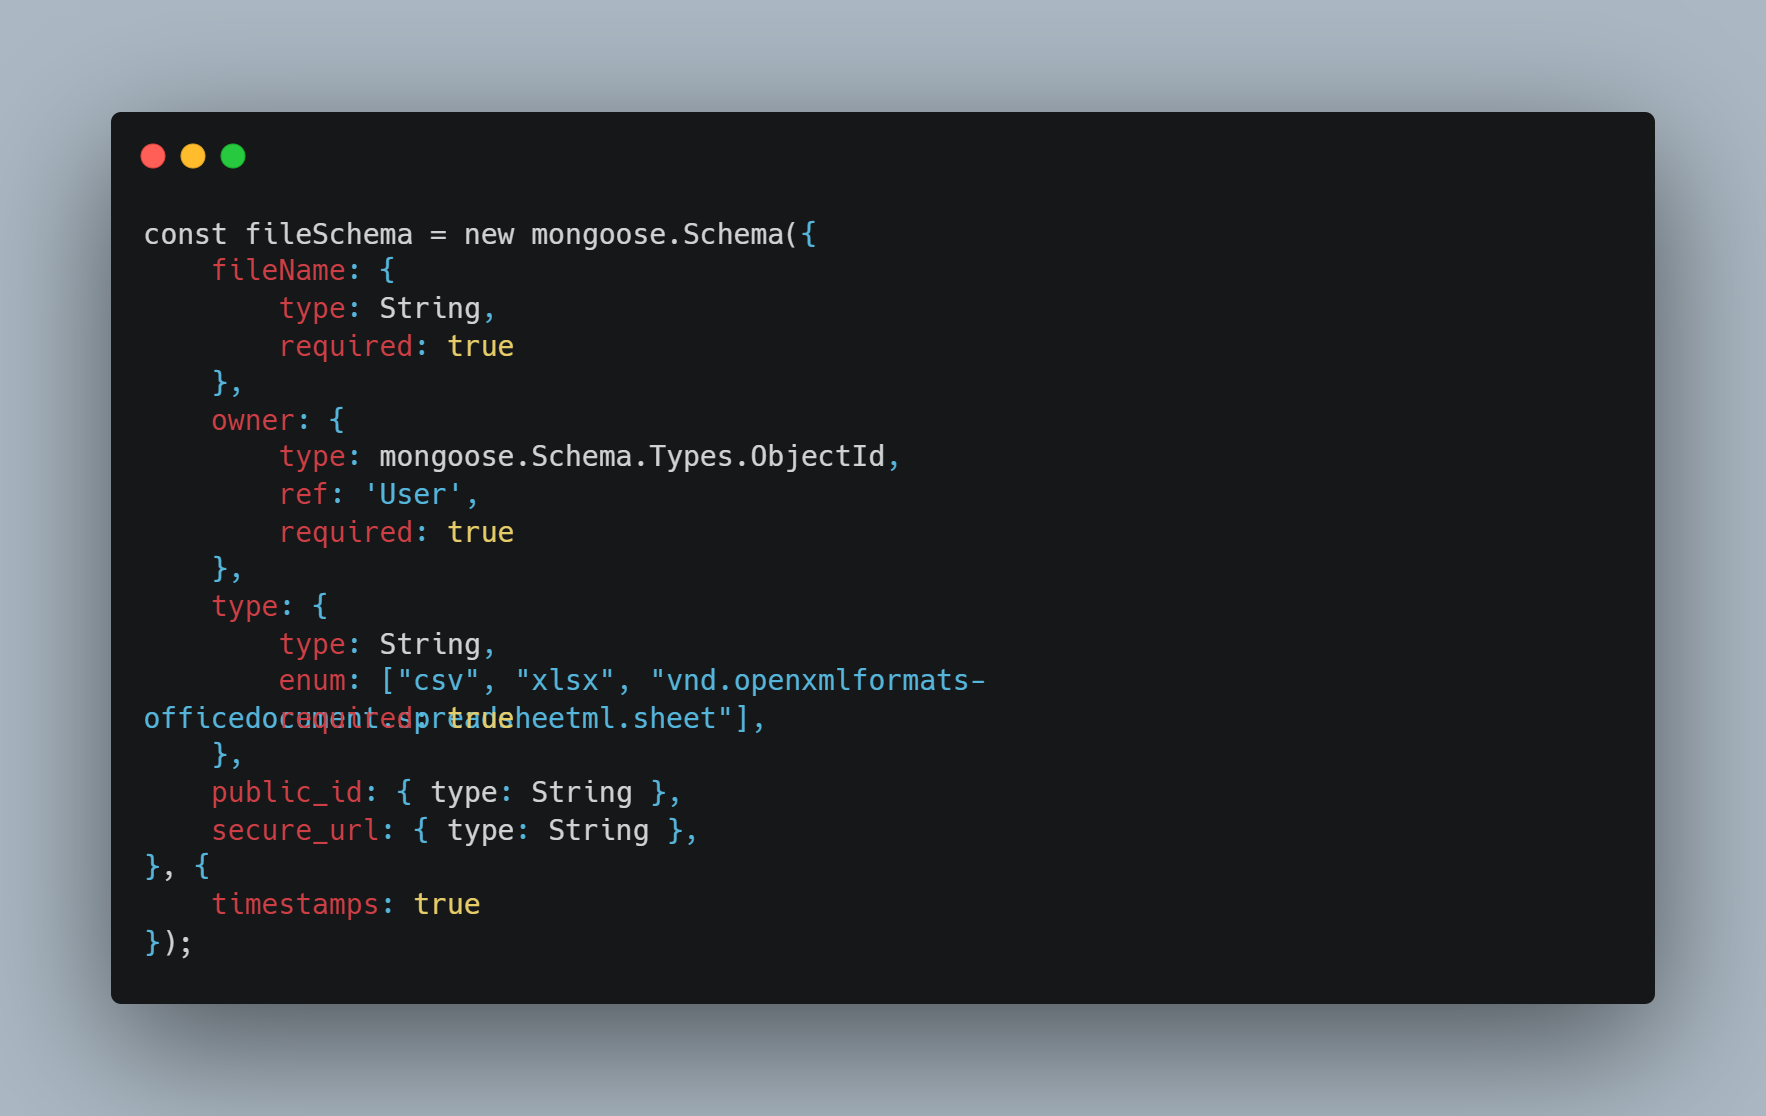 const fileSchema = new mongoose.Schema({
    fileName: {
        type: String,
        required: true
    },
    owner: {
        type: mongoose.Schema.Types.ObjectId,
        ref: 'User',
        required: true
    },
    type: {
        type: String,
        enum: ["csv", "xlsx", "vnd.openxmlformats-
officedocument.spreadsheetml.sheet"],
        required: true
    },
    public_id: { type: String },
    secure_url: { type: String },
}, {
    timestamps: true
});